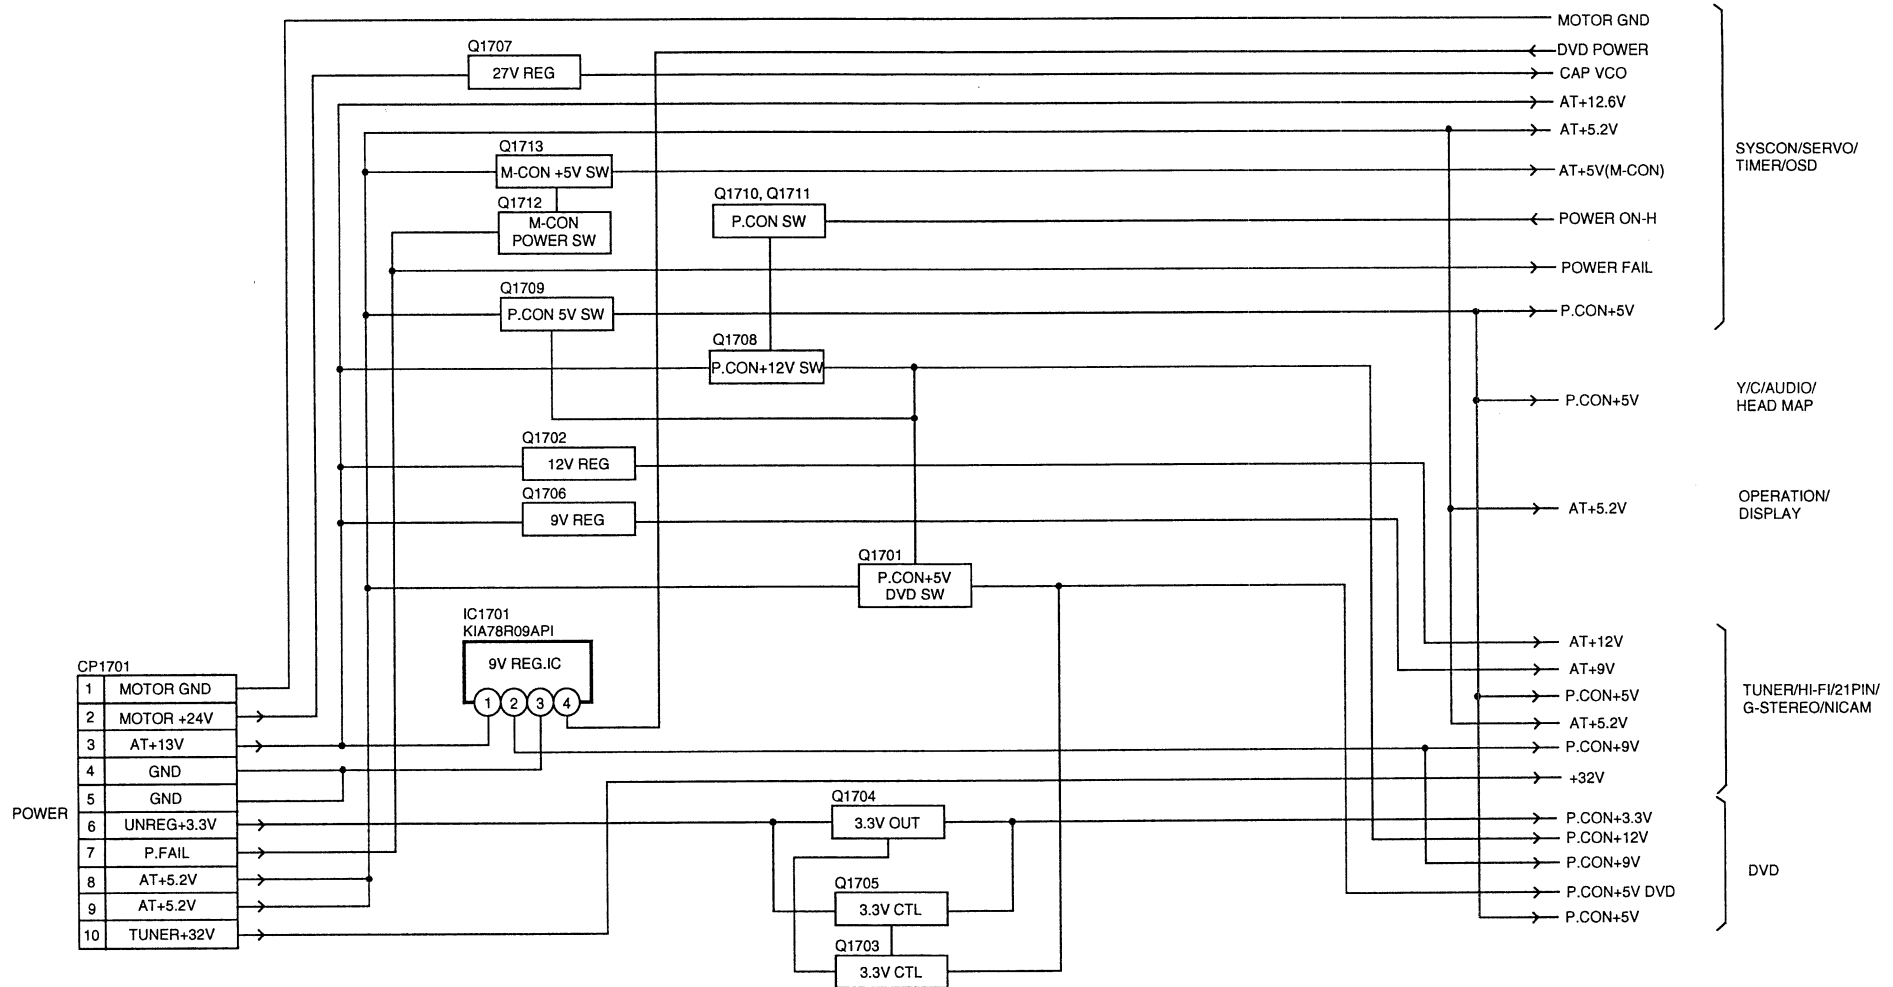 MOTOR GND
Q1707
DVD POWER
27V REG
CAP VCO
AT+12.6V
AT+5.2V
Q1713
SYSCON/SERVO/
TIMER/OSD
M-CON +5V SW
AT+5V(M-CON)
Q1710, Q1711
Q1712
P.CON SW
POWER ON-H
M-CON
POWER SW
POWER FAIL
Q1709
P.CON 5V SW
P.CON+5V
Q1708
P.CON+12V SW
Y/C/AUDIO/
HEAD MAP
P.CON+5V
Q1702
12V REG
Q1706
OPERATION/
DISPLAY
AT+5.2V
9V REG
Q1701
P.CON+5V
DVD SW
IC1701
KIA78R09API
9V REG.IC
1 2 3 4
AT+12V
AT+9V
P.CON+5V
TUNER/HI-FI/21PIN/
G-STEREO/NICAM
AT+5.2V
P.CON+9V
+32V
CP1701
1 MOTOR GND
2 MOTOR +24V
3 AT+13V
4 GND
5 GND
POWER
6 UNREG+3.3V
7 P.FAIL
8 AT+5.2V
9 AT+5.2V
10 TUNER+32V
Q1704
3.3V OUT
P.CON+3.3V
P.CON+12V
P.CON+9V
DVD
Q1705
3.3V CTL
P.CON+5V DVD
P.CON+5V
Q1703
3.3V CTL